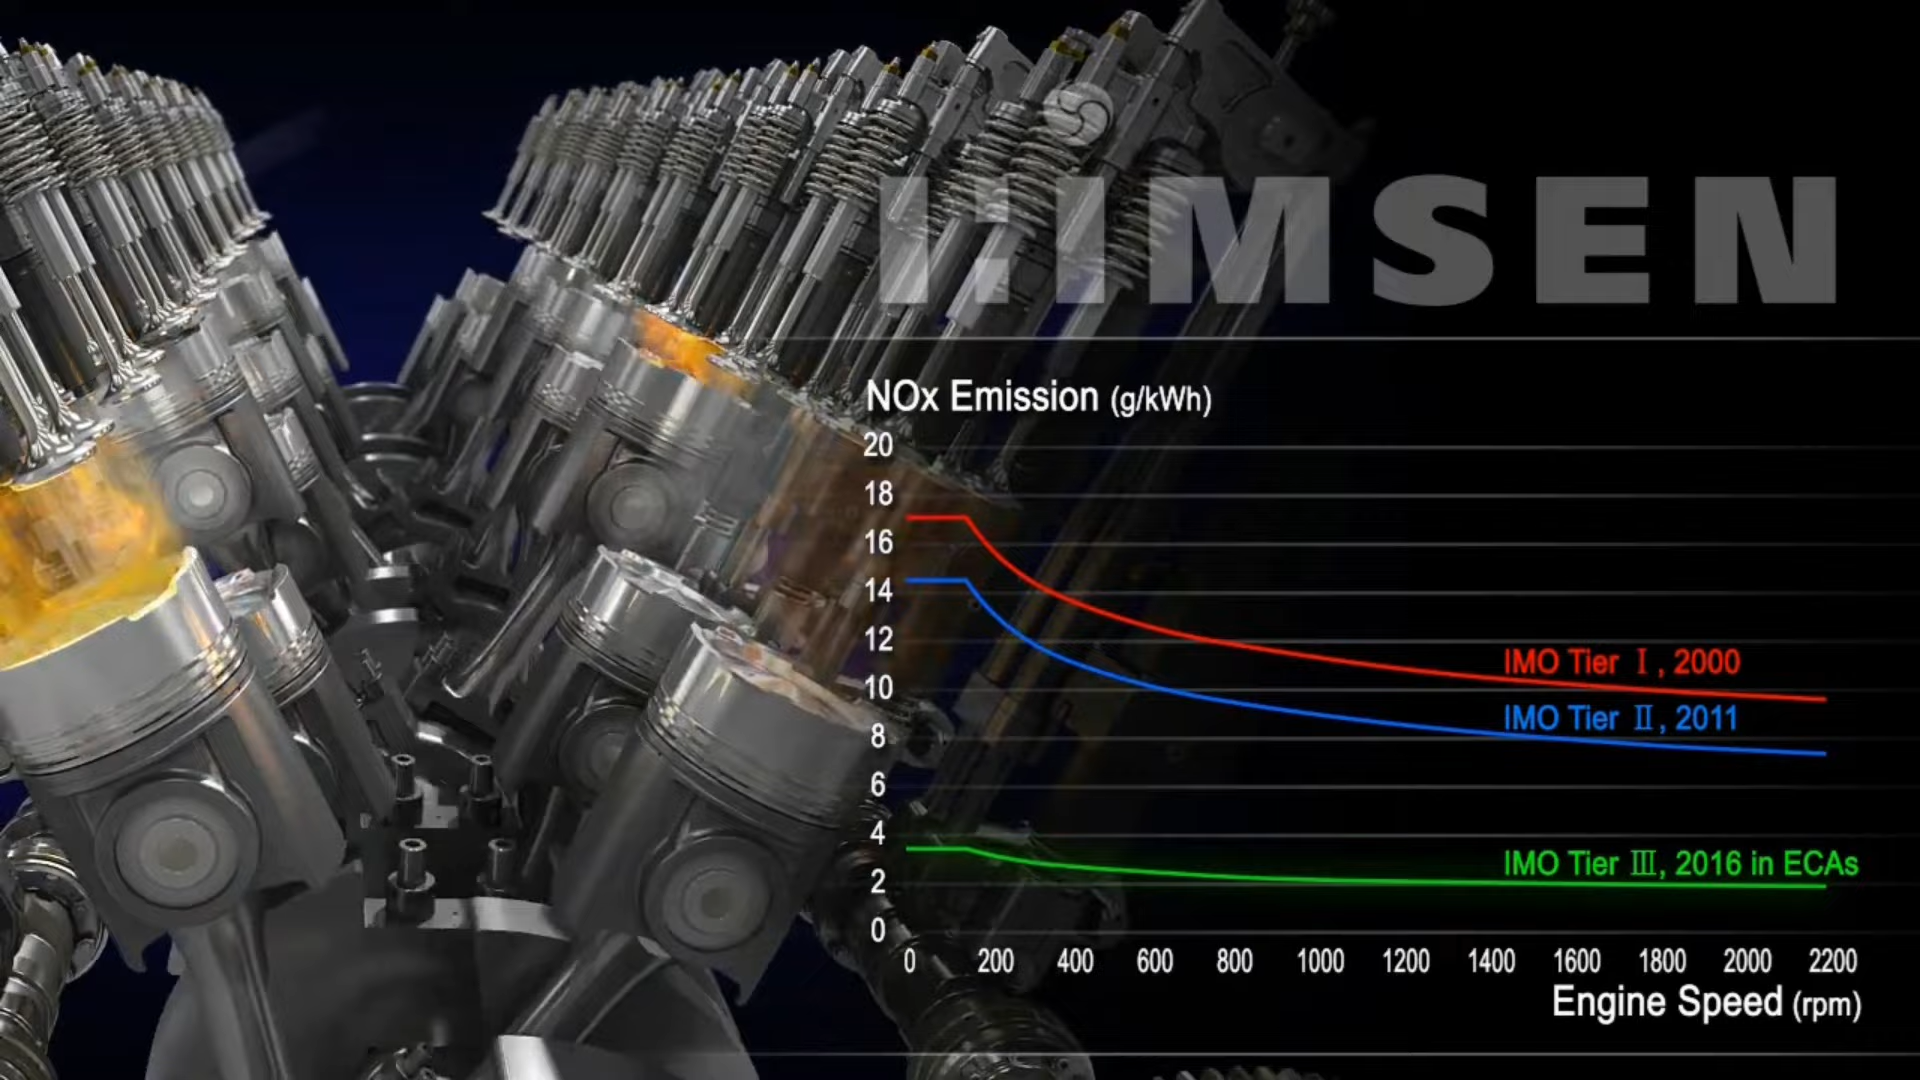 HIMSEN
NOx Emission (g/kWh)
20
18
16
14
12
10
8
6
4
2
0
IMO Tier Ⅰ, 2000
IMO Tier Ⅱ, 2011
IMO Tier Ⅲ, 2016 in ECAs
0 200 400 600 800 1000 1200 1400 1600 1800 2000 2200
Engine Speed (rpm)